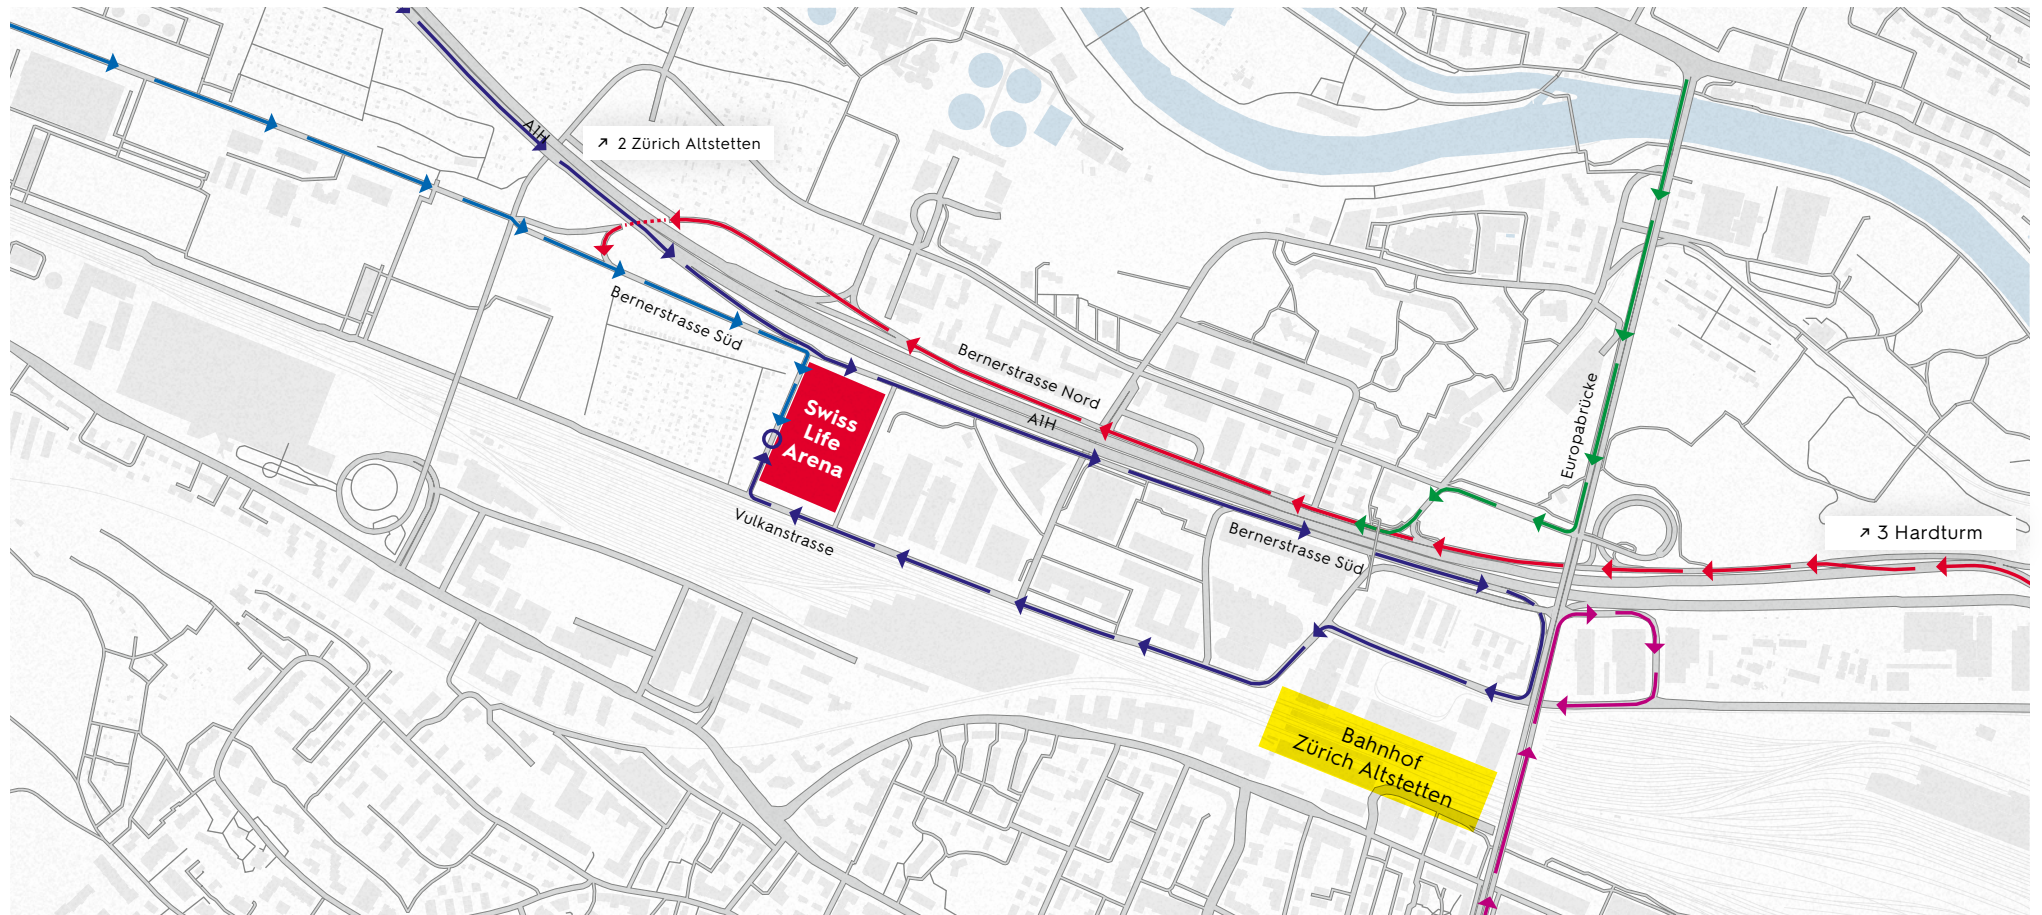 A1H
↗ 2 Zürich Altstetten
Bernerstrasse Süd
Bernerstrasse Nord
A1H
Europabrücke
Swiss
Life
Arena
Vulkanstrasse
Bernerstrasse Süd
↗ 3 Hardturm
Bahnhof
Zürich Altstetten